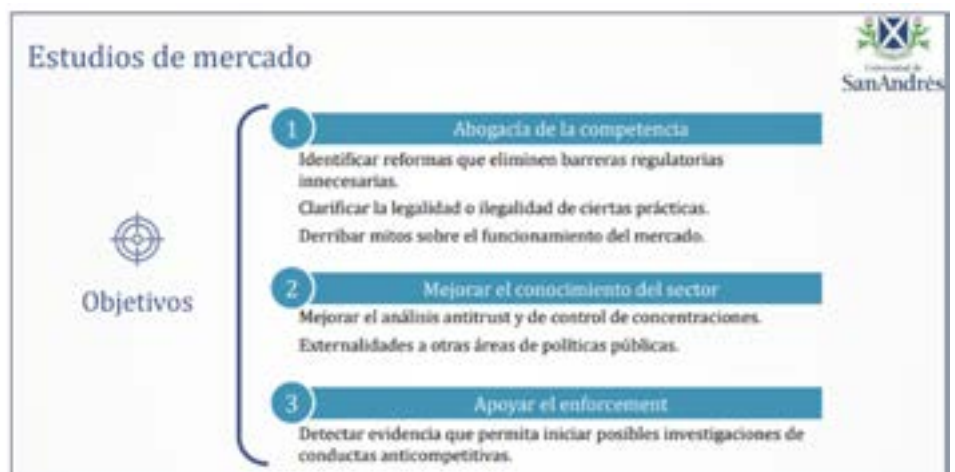 Estudios de mercado
Universidad de
SanAndrés
Objetivos
1
Abogacía de la competencia
Identificar reformas que eliminen barreras regulatorias
innecesarias.
Clarificar la legalidad o ilegalidad de ciertas prácticas.
Derribar mitos sobre el funcionamiento del mercado.
2
Mejorar el conocimiento del sector
Mejorar el análisis antitrust y de control de concentraciones.
Externalidades a otras áreas de políticas públicas.
3
Apoyar el enforcement
Detectar evidencia que permita iniciar posibles investigaciones de
conductas anticompetitivas.